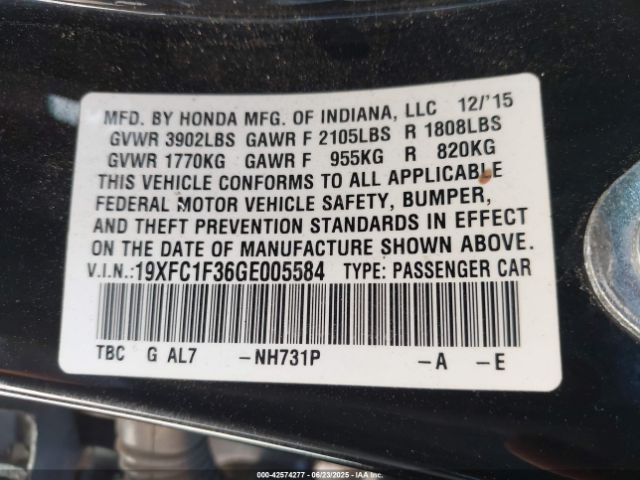 MFD. BY HONDA MFG. OF INDIANA, LLC 12/'15
GVWR 3902LBS GAWR F 2105LBS R 1808LBS
GVWR 1770KG GAWR F 955KG R 820KG
THIS VEHICLE CONFORMS TO ALL APPLICABLE
FEDERAL MOTOR VEHICLE SAFETY, BUMPER,
AND THEFT PREVENTION STANDARDS IN EFFECT
ON THE DATE OF MANUFACTURE SHOWN ABOVE.
V.I.N.:19XFC1F36GE005584 TYPE: PASSENGER CAR
TBC G AL7 -NH731P -A -E
000-42574277 - 06/23/2025 - IAAI.COM